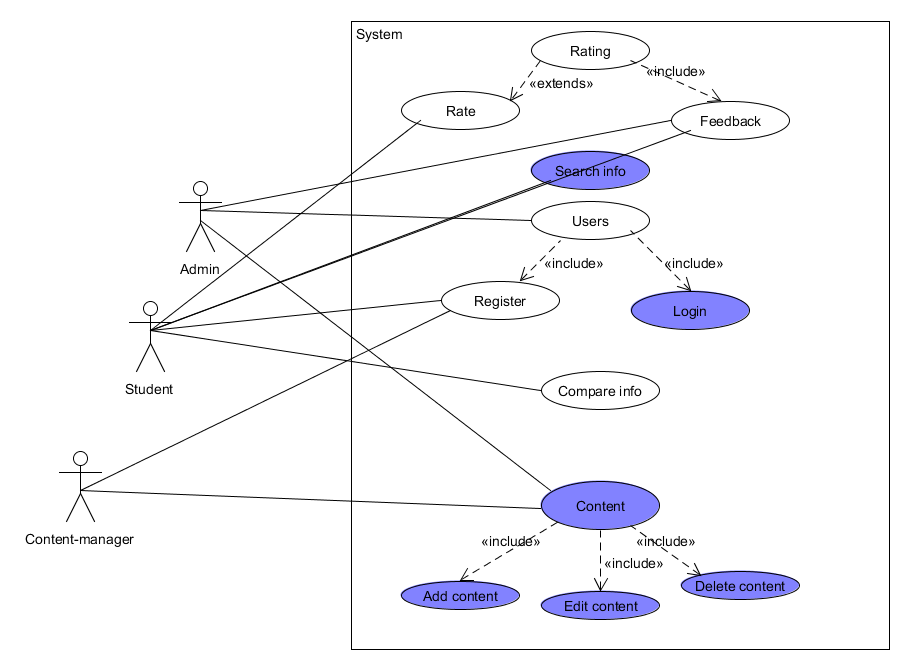 System
Rating
«extends»
«include»
Rate
Feedback
Search info
Admin
Users
«include»
«include»
Register
Login
Student
Compare info
Content-manager
Content
«include»
«include»
«include»
Add content
Edit content
Delete content